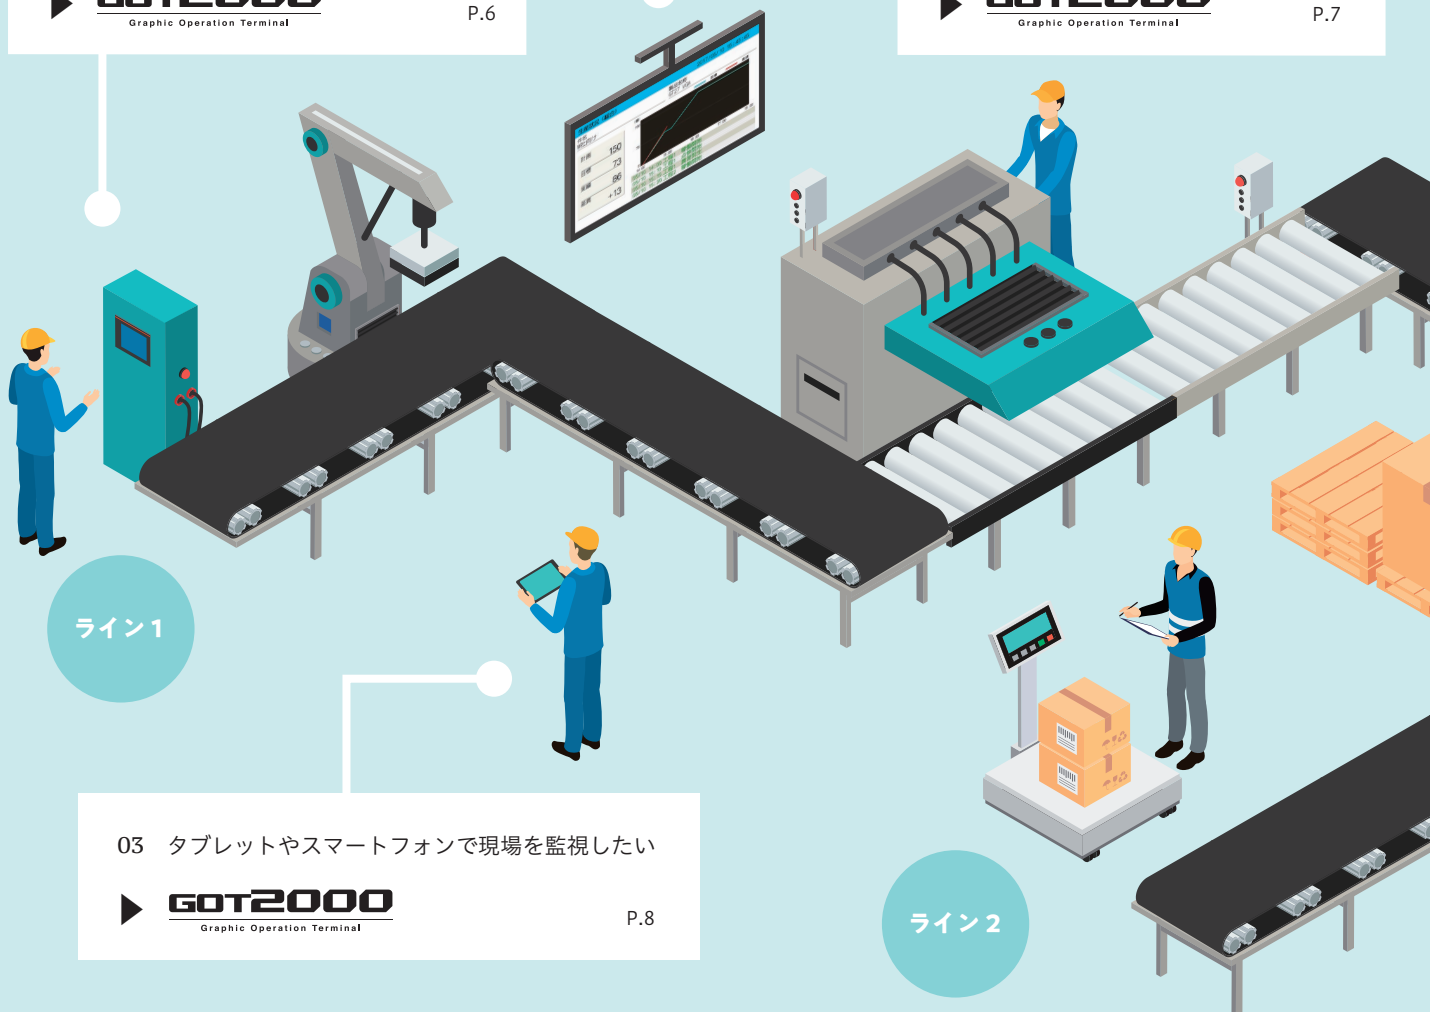 Graphic Operation Terminal
P.6
Graphic Operation Terminal
P.7
150
73
86
+13
ライン1
03 タブレットやスマートフォンで現場を監視したい
GOT2000
Graphic Operation Terminal
P.8
ライン2